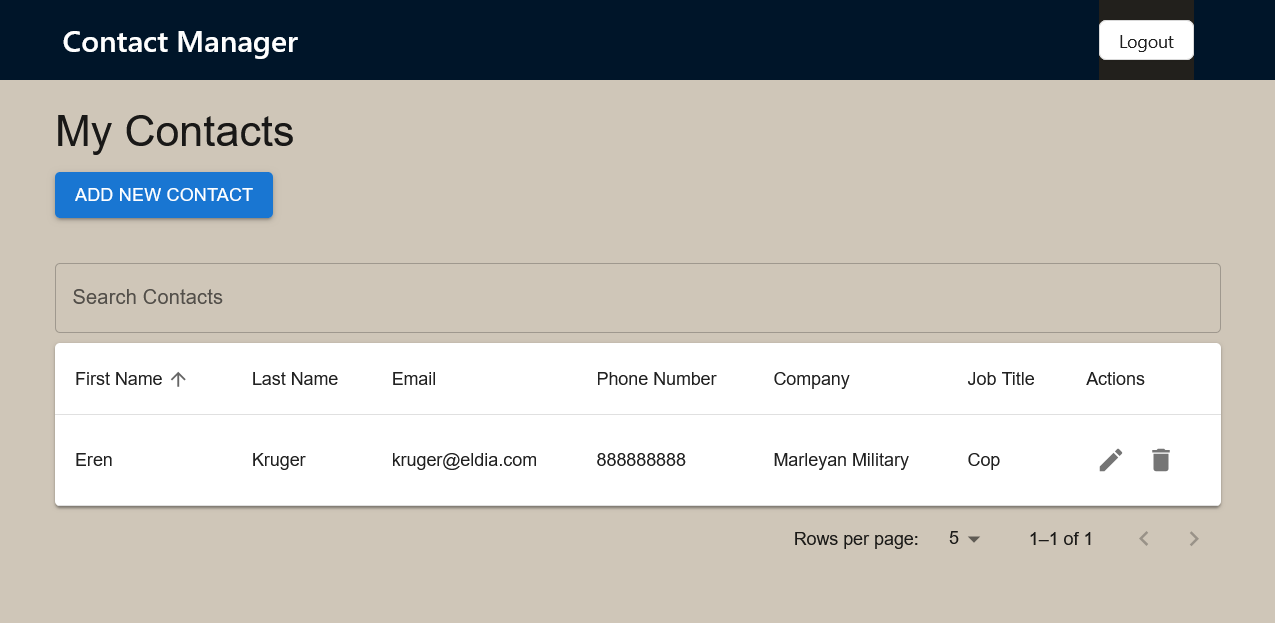 Contact Manager
Logout
My Contacts
ADD NEW CONTACT
Search Contacts
First Name Last Name Email Phone Number Company Job Title Actions
Eren Kruger kruger@eldia.com 888888888 Marleyan Military Cop
Rows per page: 5 1–1 of 1